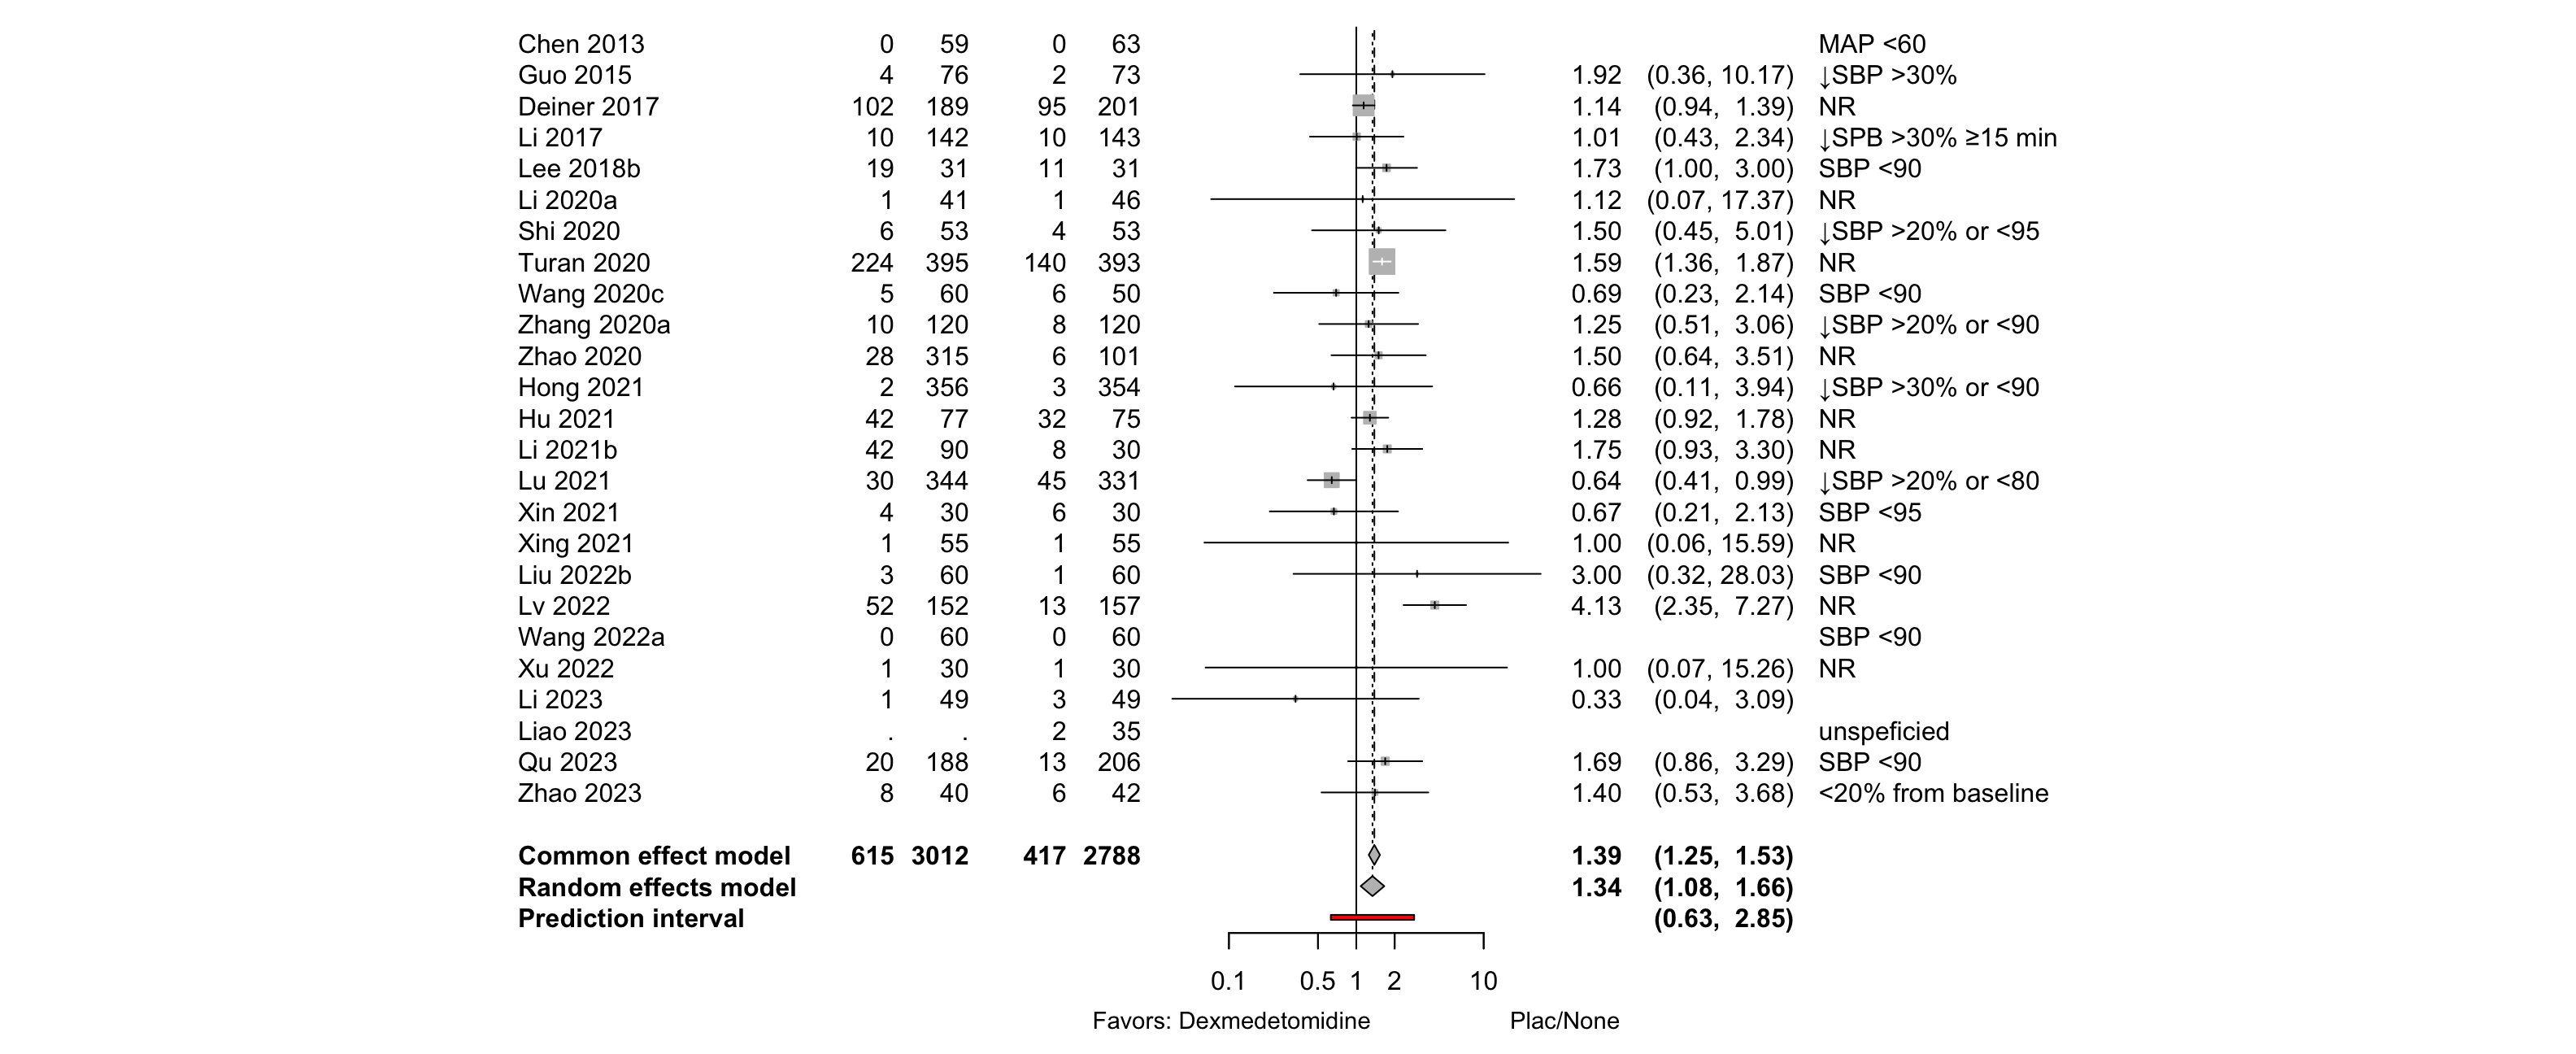 Chen 2013 0 59 0 63 MAP <60
Guo 2015 4 76 2 73 1.92 (0.36, 10.17) ↓SBP >30%
Deiner 2017 102 189 95 201 1.14 (0.94, 1.39) NR
Li 2017 10 142 10 143 1.01 (0.43, 2.34) ↓SPB >30% ≥15 min
Lee 2018b 19 31 11 31 1.73 (1.00, 3.00) SBP <90
Li 2020a 1 41 1 46 1.12 (0.07, 17.37) NR
Shi 2020 6 53 4 53 1.50 (0.45, 5.01) ↓SBP >20% or <95
Turan 2020 224 395 140 393 1.59 (1.36, 1.87) NR
Wang 2020c 5 60 6 50 0.69 (0.23, 2.14) SBP <90
Zhang 2020a 10 120 8 120 1.25 (0.51, 3.06) ↓SBP >20% or <90
Zhao 2020 28 315 6 101 1.50 (0.64, 3.51) NR
Hong 2021 2 356 3 354 0.66 (0.11, 3.94) ↓SBP >30% or <90
Hu 2021 42 77 32 75 1.28 (0.92, 1.78) NR
Li 2021b 42 90 8 30 1.75 (0.93, 3.30) NR
Lu 2021 30 344 45 331 0.64 (0.41, 0.99) ↓SBP >20% or <80
Xin 2021 4 30 6 30 0.67 (0.21, 2.13) SBP <95
Xing 2021 1 55 1 55 1.00 (0.06, 15.59) NR
Liu 2022b 3 60 1 60 3.00 (0.32, 28.03) SBP <90
Lv 2022 52 152 13 157 4.13 (2.35, 7.27) NR
Wang 2022a 0 60 0 60 SBP <90
Xu 2022 1 30 1 30 1.00 (0.07, 15.26) NR
Li 2023 1 49 3 49 0.33 (0.04, 3.09)
Liao 2023 . . 2 35 unspeficied
Qu 2023 20 188 13 206 1.69 (0.86, 3.29) SBP <90
Zhao 2023 8 40 6 42 1.40 (0.53, 3.68) <20% from baseline
Common effect model 615 3012 417 2788 1.39 (1.25, 1.53)
Random effects model 1.34 (1.08, 1.66)
Prediction interval (0.63, 2.85)
0.1 0.5 1 2 10
Favors: Dexmedetomidine Plac/None